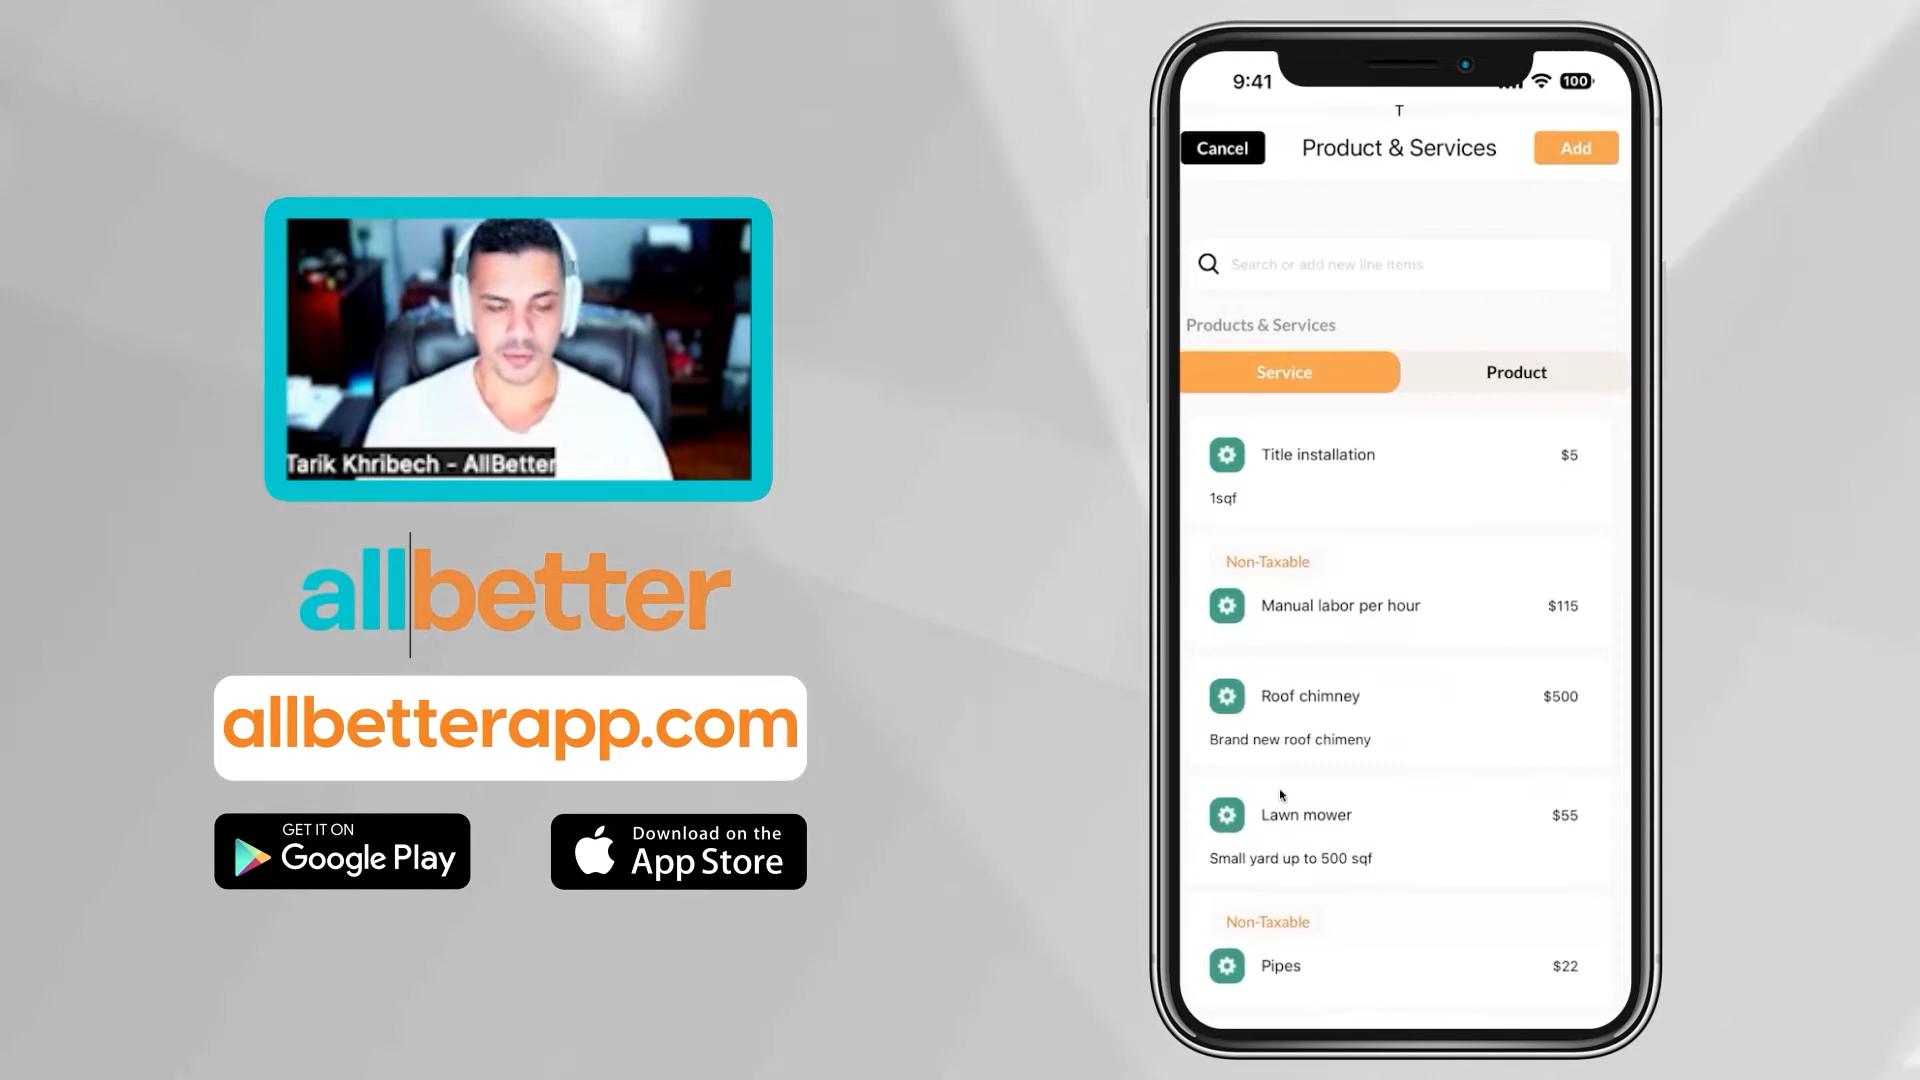 Tarik Khribech - AllBetter
allbetter
allbetterapp.com
GET IT ON
Google Play
Download on the
App Store
9:41
100
T
Cancel
Product & Services
Add
Search or add new line items
Products & Services
Service
Product
Title installation
$5
1sqf
Non-Taxable
Manual labor per hour
$115
Roof chimney
$500
Brand new roof chimeny
Lawn mower
$55
Small yard up to 500 sqf
Non-Taxable
Pipes
$22